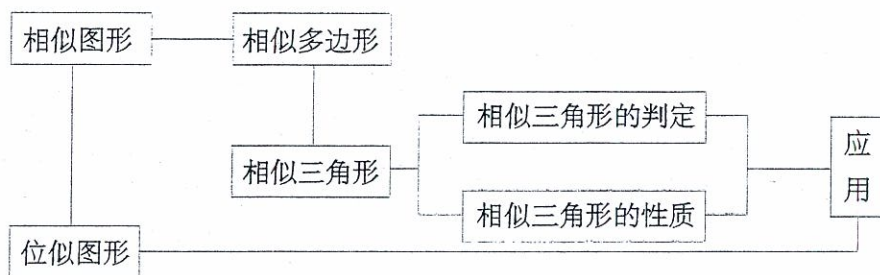 相似图形
相似多边形
相似三角形的判定
应
用
相似三角形
相似三角形的性质
位似图形